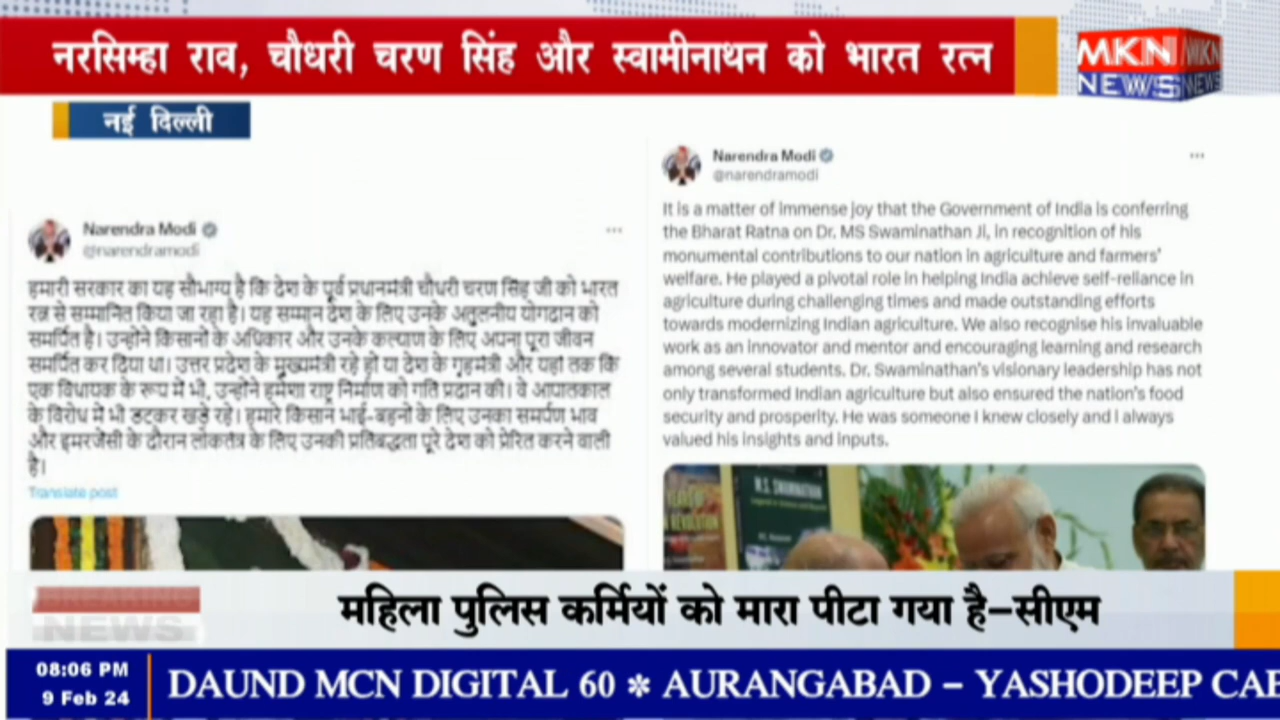 नरसिम्हा राव, चौधरी चरण सिंह और स्वामीनाथन को भारत रत्न
MKN
NEWS
नई दिल्ली
Narendra Modi
@narendramodi
हमारी सरकार का यह सौभाग्य है कि देश के पूर्व प्रधानमंत्री चौधरी चरण सिंह जी को भारत
रत्न से सम्मानित किया जा रहा है। यह सम्मान देश के लिए उनके अतुलनीय योगदान को
समर्पित है। उन्होंने किसानों के अधिकार और उनके कल्याण के लिए अपना पूरा जीवन
समर्पित कर दिया था। उत्तर प्रदेश के मुख्यमंत्री रहे हों या देश के गृहमंत्री और यहां तक कि
एक विधायक के रूप में भी, उन्होंने हमेशा राष्ट्र निर्माण को गति प्रदान की। वे आपातकाल
के विरोध में भी डटकर खड़े रहे। हमारे किसान भाई-बहनों के लिए उनका समर्पण भाव
और इमरजेंसी के दौरान लोकतंत्र के लिए उनकी प्रतिबद्धता पूरे देश को प्रेरित करने वाली
है।
Translate post
Narendra Modi
@narendramodi
It is a matter of immense joy that the Government of India is conferring
the Bharat Ratna on Dr. MS Swaminathan Ji, in recognition of his
monumental contributions to our nation in agriculture and farmers'
welfare. He played a pivotal role in helping India achieve self-reliance in
agriculture during challenging times and made outstanding efforts
towards modernizing Indian agriculture. We also recognise his invaluable
work as an innovator and mentor and encouraging learning and research
among several students. Dr. Swaminathan's visionary leadership has not
only transformed Indian agriculture but also ensured the nation's food
security and prosperity. He was someone I knew closely and I always
valued his insights and inputs.
M.S. SWAMINATHAN
BREAKING
NEWS
महिला पुलिस कर्मियों को मारा पीटा गया है–सीएम
08:06 PM
9 Feb 24
DAUND MCN DIGITAL 60 * AURANGABAD – YASHODEEP CAB